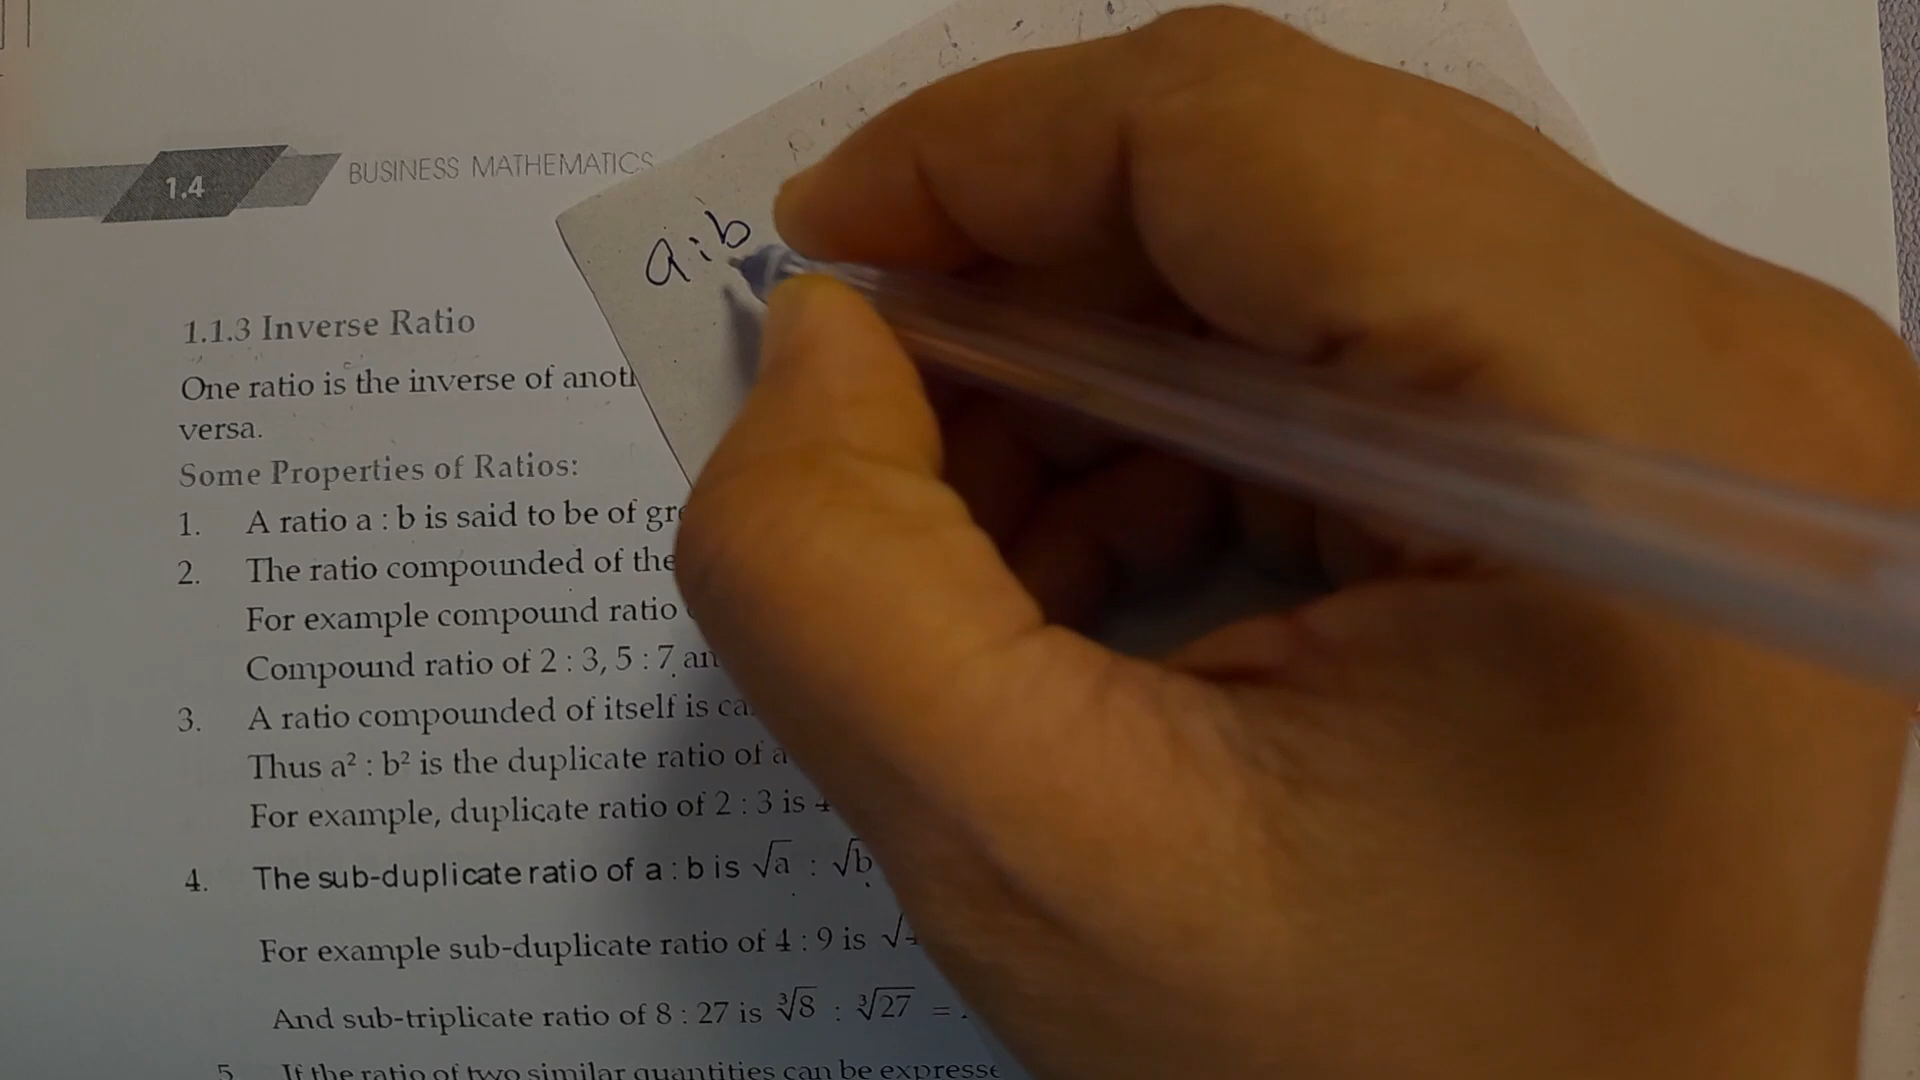 1.4 BUSINESS MATHEMATICS
a:b
1.1.3 Inverse Ratio
One ratio is the inverse of
versa.
Some Properties of Ratios:
1. A ratio a : b is said to be of
2. The ratio compounded of the
For example compound ratio
Compound ratio of 2 : 3, 5 : 7
3. A ratio compounded of itself is
Thus a² : b² is the duplicate ratio of a
For example, duplicate ratio of 2 : 3 is 4
4. The sub-duplicate ratio of a : b is √a : √b
For example sub-duplicate ratio of 4 : 9 is √4
And sub-triplicate ratio of 8 : 27 is ∛8 : ∛27 =
5. If the ratio of two similar quantities can be